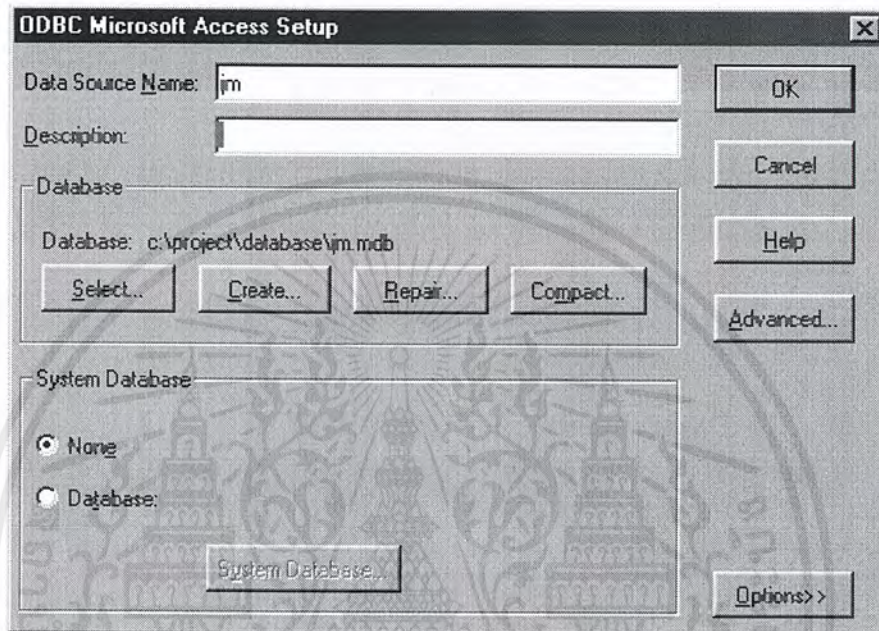 ODBC Microsoft Access Setup
Data Source Name: jm
Description:
Database
Database: c:\project\database\jm.mdb
Select... Create... Repair... Compact...
System Database
None
Database:
System Database...
OK
Cancel
Help
Advanced...
Options>>